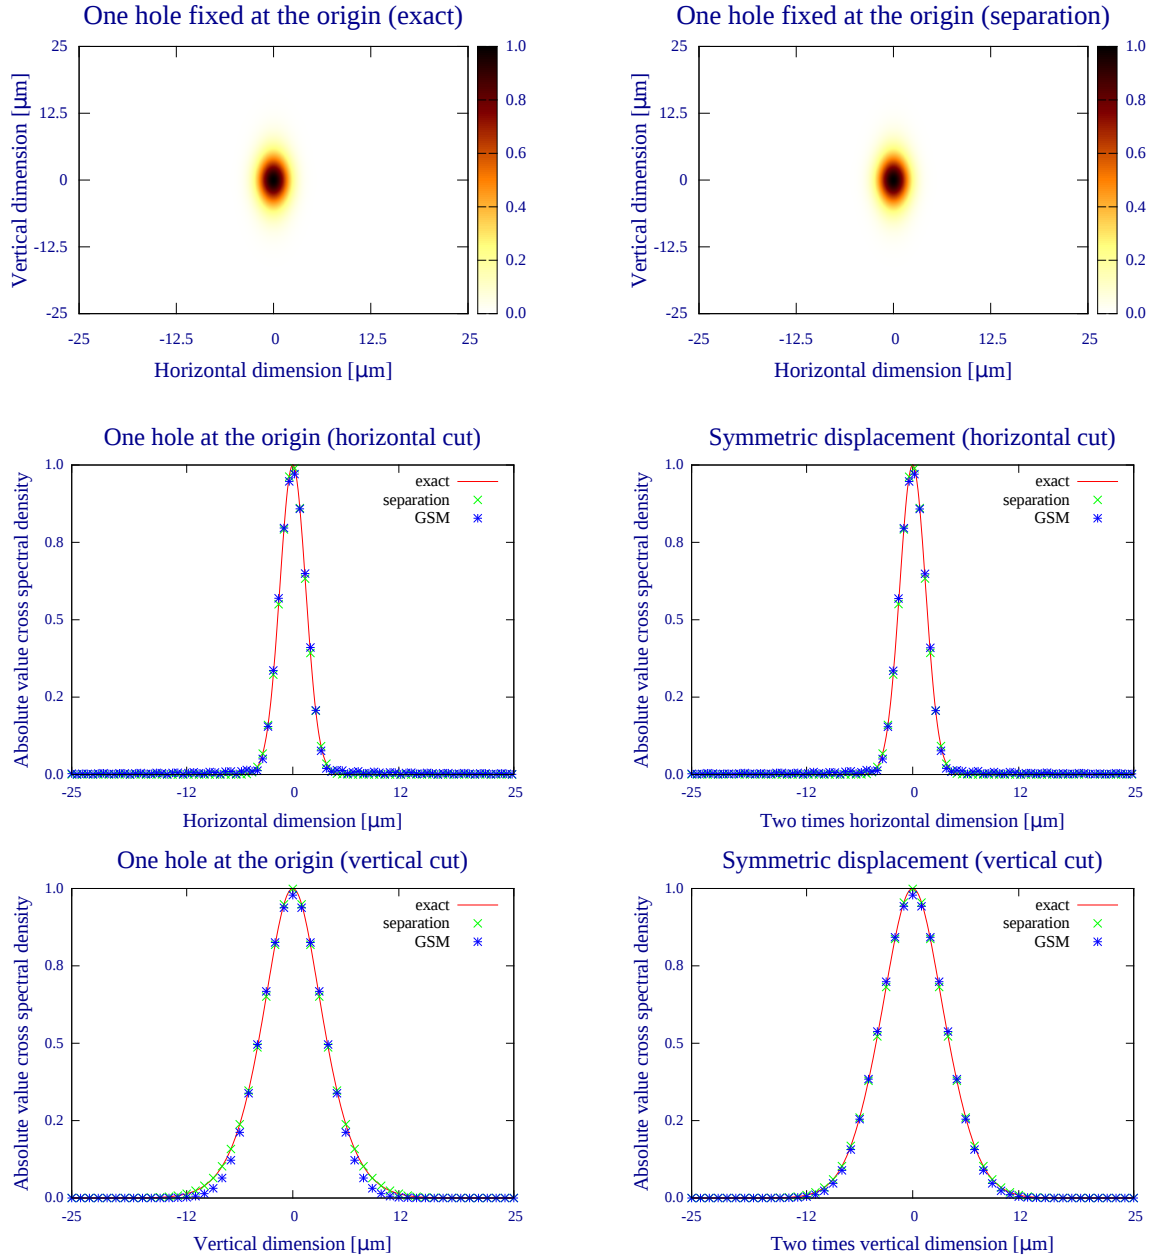 One hole fixed at the origin (exact)
One hole fixed at the origin (separation)
Vertical dimension [μm]
25
12.5
0
-12.5
-25
-25
-12.5
0
12.5
25
Horizontal dimension [μm]
1.0
0.8
0.6
0.4
0.2
0.0
Vertical dimension [μm]
25
12.5
0
-12.5
-25
-25
-12.5
0
12.5
25
Horizontal dimension [μm]
1.0
0.8
0.6
0.4
0.2
0.0
One hole at the origin (horizontal cut)
Absolute value cross spectral density
1.0
0.8
0.5
0.2
0.0
exact
separation
GSM
-25
-12
0
12
25
Horizontal dimension [μm]
Symmetric displacement (horizontal cut)
Absolute value cross spectral density
1.0
0.8
0.5
0.2
0.0
exact
separation
GSM
-25
-12
0
12
25
Two times horizontal dimension [μm]
One hole at the origin (vertical cut)
Absolute value cross spectral density
1.0
0.8
0.5
0.2
0.0
exact
separation
GSM
-25
-12
0
12
25
Vertical dimension [μm]
Symmetric displacement (vertical cut)
Absolute value cross spectral density
1.0
0.8
0.5
0.2
0.0
exact
separation
GSM
-25
-12
0
12
25
Two times vertical dimension [μm]